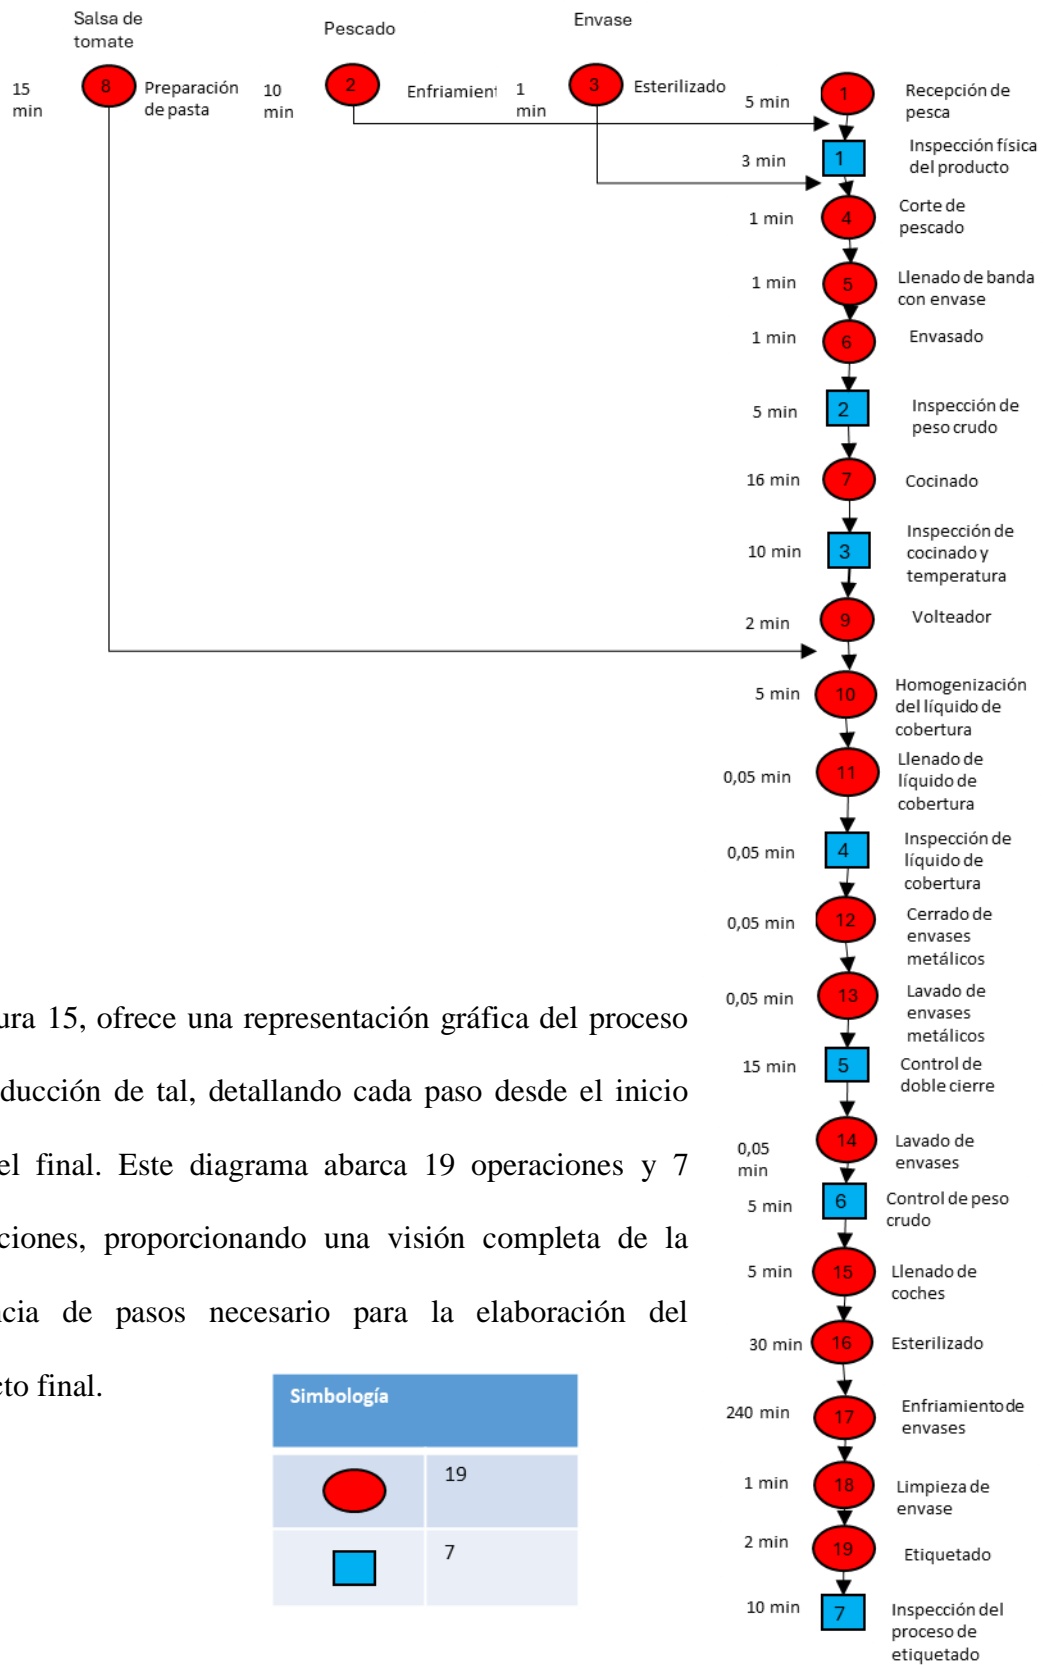 Salsa de
tomate
Pescado
Envase
15
min
8
Preparación
de pasta
10
min
2
Enfriamient
1
min
3
Esterilizado
5 min
1
Recepción de
pesca
3 min
1
Inspección física
del producto
1 min
4
Corte de
pescado
1 min
5
Llenado de banda
con envase
1 min
6
Envasado
5 min
2
Inspección de
peso crudo
16 min
7
Cocinado
10 min
3
Inspección de
cocinado y
temperatura
2 min
9
Volteador
5 min
10
Homogenización
del líquido de
cobertura
0,05 min
11
Llenado de
líquido de
cobertura
0,05 min
4
Inspección de
líquido de
cobertura
0,05 min
12
Cerrado de
envases
metálicos
0,05 min
13
Lavado de
envases
metálicos
15 min
5
Control de
doble cierre
0,05
min
14
Lavado de
envases
5 min
6
Control de peso
crudo
5 min
15
Llenado de
coches
30 min
16
Esterilizado
240 min
17
Enfriamiento de
envases
1 min
18
Limpieza de
envase
2 min
19
Etiquetado
10 min
7
Inspección del
proceso de
etiquetado
ura 15, ofrece una representación gráfica del proceso
ducción de tal, detallando cada paso desde el inicio
el final. Este diagrama abarca 19 operaciones y 7
ciones, proporcionando una visión completa de la
ncia de pasos necesario para la elaboración del
cto final.
Simbología
19
7